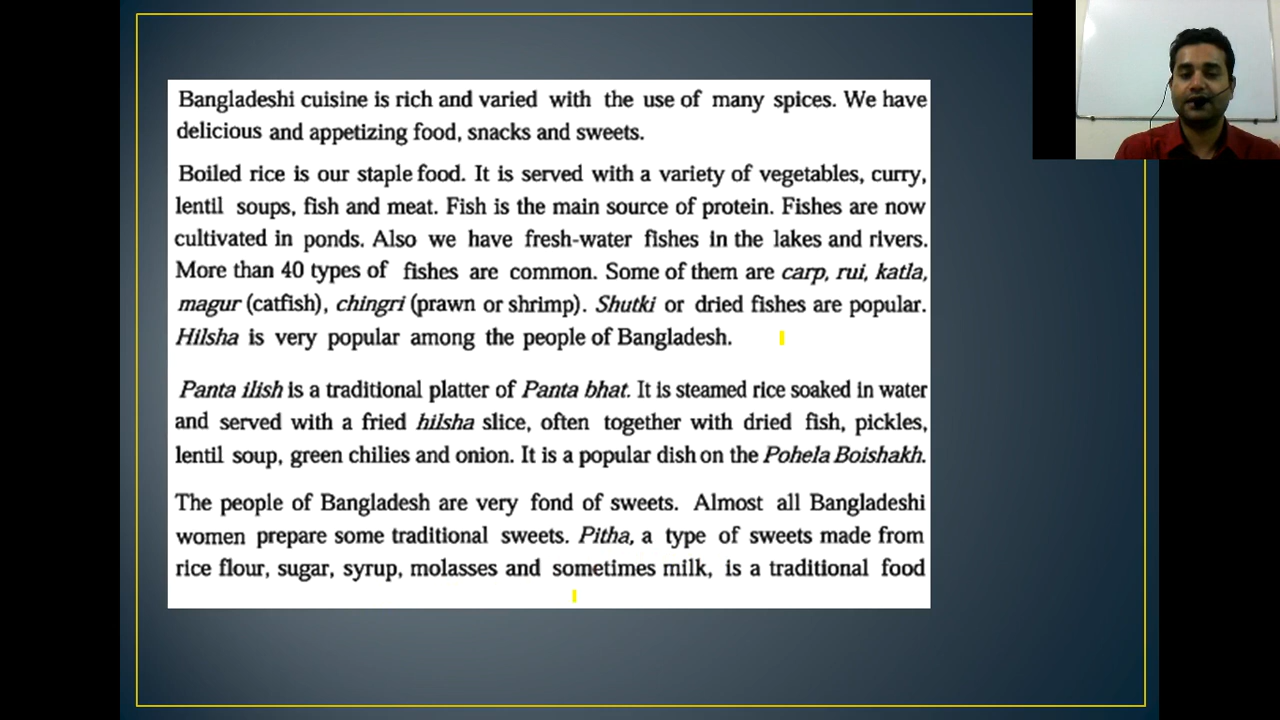 Bangladeshi cuisine is rich and varied with the use of many spices. We have
delicious and appetizing food, snacks and sweets.
Boiled rice is our staple food. It is served with a variety of vegetables, curry,
lentil soups, fish and meat. Fish is the main source of protein. Fishes are now
cultivated in ponds. Also we have fresh-water fishes in the lakes and rivers.
More than 40 types of fishes are common. Some of them are carp, rui, katla,
magur (catfish), chingri (prawn or shrimp). Shutki or dried fishes are popular.
Hilsha is very popular among the people of Bangladesh.
Panta ilish is a traditional platter of Panta bhat. It is steamed rice soaked in water
and served with a fried hilsha slice, often together with dried fish, pickles,
lentil soup, green chilies and onion. It is a popular dish on the Pohela Boishakh.
The people of Bangladesh are very fond of sweets. Almost all Bangladeshi
women prepare some traditional sweets. Pitha, a type of sweets made from
rice flour, sugar, syrup, molasses and sometimes milk, is a traditional food